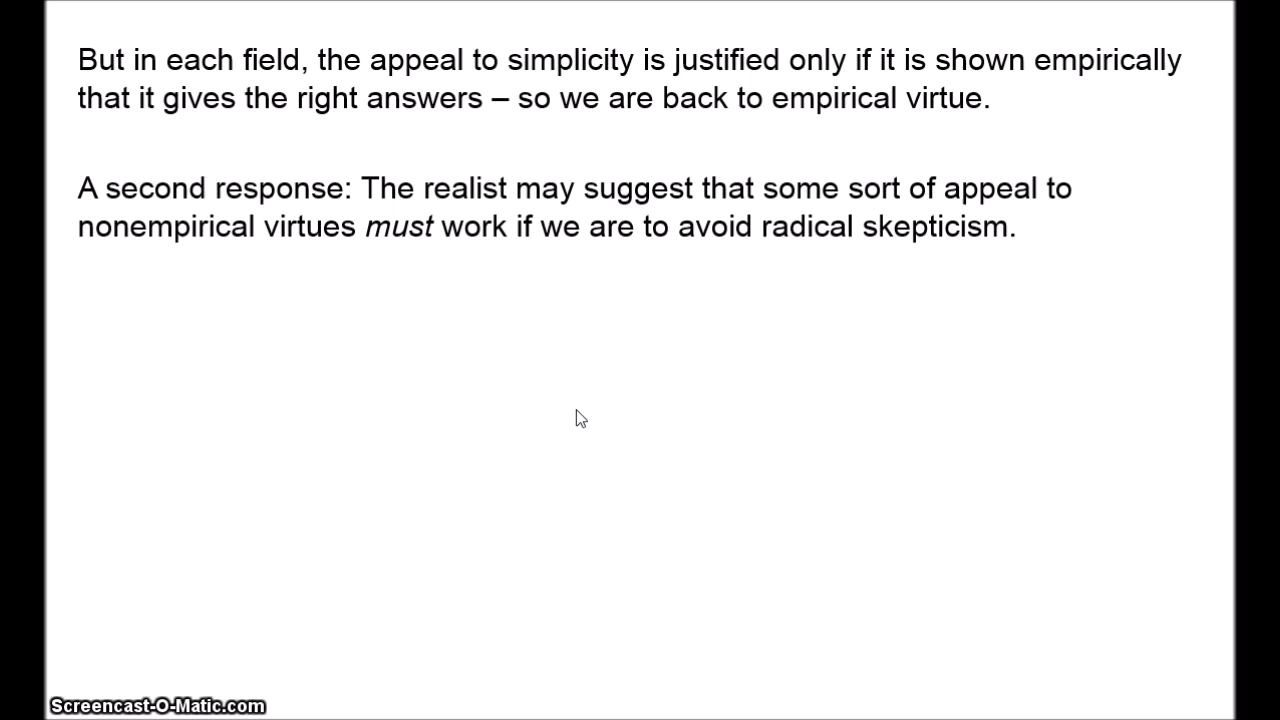 But in each field, the appeal to simplicity is justified only if it is shown empirically
that it gives the right answers – so we are back to empirical virtue.
A second response: The realist may suggest that some sort of appeal to
nonempirical virtues must work if we are to avoid radical skepticism.
Screencast-O-Matic.com